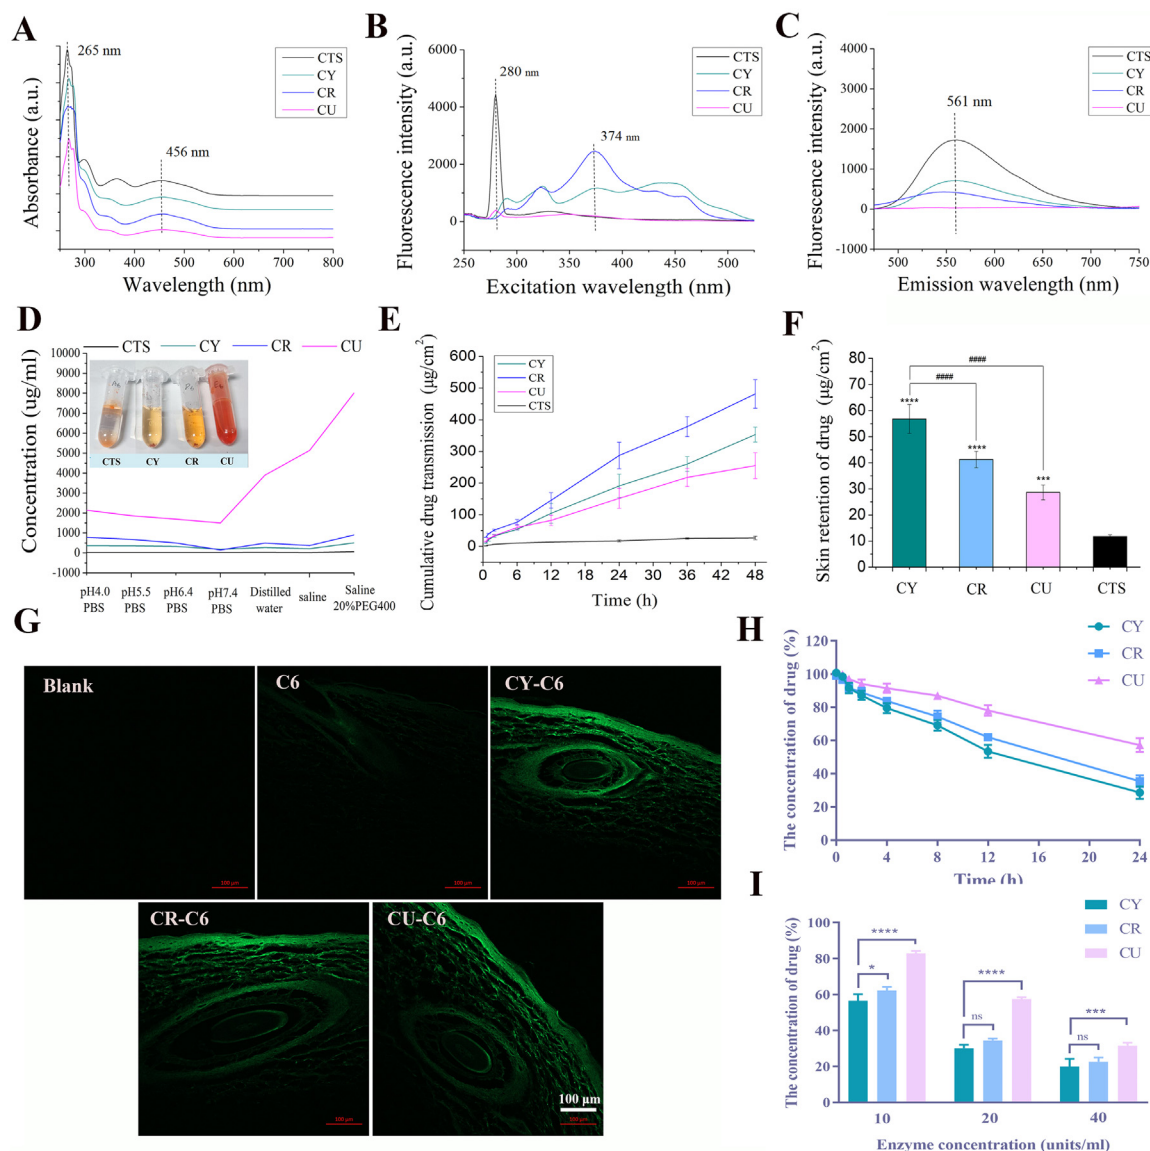 A
265 nm
456 nm
CTS
CY
CR
CU
Absorbance (a.u.)
300 400 500 600 700 800
Wavelength (nm)
B
6000
4000
2000
0
280 nm
374 nm
CTS
CY
CR
CU
Fluorescence intensity (a.u.)
250 300 350 400 450 500
Excitation wavelength (nm)
C
4000
3000
2000
1000
0
-1000
561 nm
CTS
CY
CR
CU
Fluorescence intensity (a.u.)
500 550 600 650 700 750
Emission wavelength (nm)
D
CTS CY CR CU
10000
9000
8000
7000
6000
5000
4000
3000
2000
1000
0
-1000
Concentration (ug/ml)
CTS CY CR CU
pH4.0 PBS
pH5.5 PBS
pH6.4 PBS
pH7.4 PBS
Distilled water
saline
Saline 20%PEG400
E
600
500
400
300
200
100
0
CY
CR
CU
CTS
Cumulative drug transmission (μg/cm²)
0 6 12 18 24 30 36 42 48
Time (h)
F
80
70
60
50
40
30
20
10
0
####
####
****
****
***
Skin retention of drug (μg/cm²)
CY CR CU CTS
G
Blank
100 μm
C6
100 μm
CY-C6
100 μm
CR-C6
100 μm
CU-C6
100 μm
100 μm
H
CY
CR
CU
120
100
80
60
40
20
0
The concentration of drug (%)
0 4 8 12 16 20 24
Time (h)
I
CY
CR
CU
100
80
60
40
20
0
****
*
****
ns
***
ns
The concentration of drug (%)
10 20 40
Enzyme concentration (units/ml)